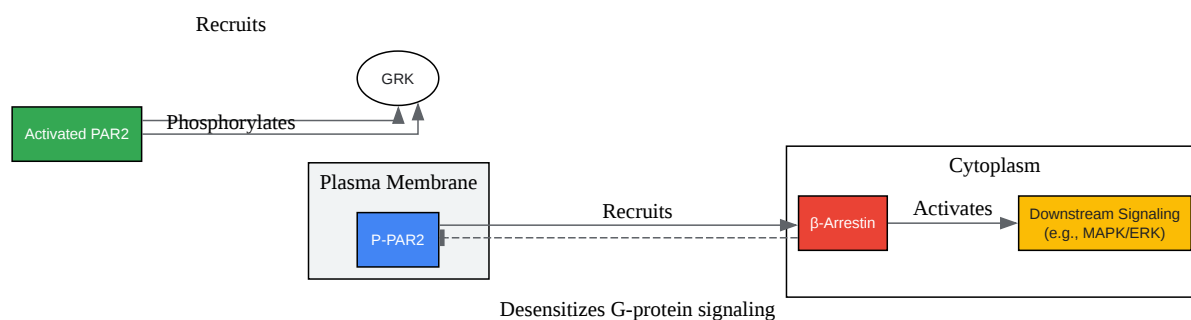 Recruits
GRK
Activated PAR2
Phosphorylates
Plasma Membrane
P-PAR2
Recruits
Cytoplasm
β-Arrestin
Activates
Downstream Signaling
(e.g., MAPK/ERK)
Desensitizes G-protein signaling